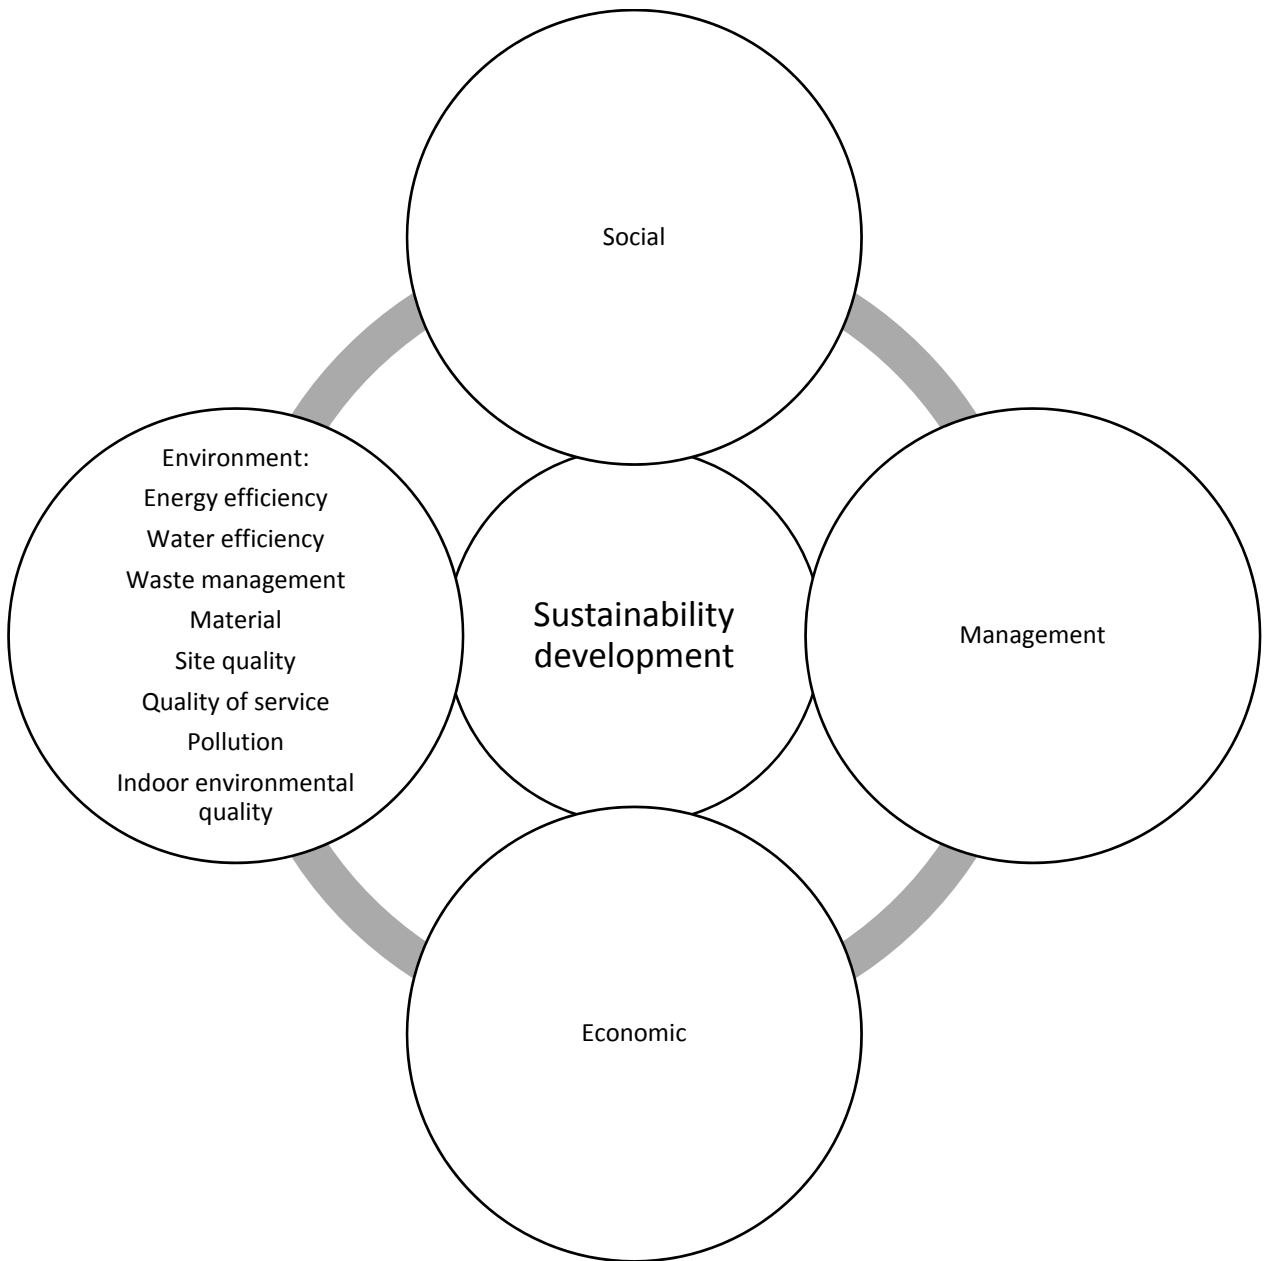 Social
Environment:
Energy efficiency
Water efficiency
Waste management
Material
Site quality
Quality of service
Pollution
Indoor environmental
quality
Sustainability
development
Management
Economic